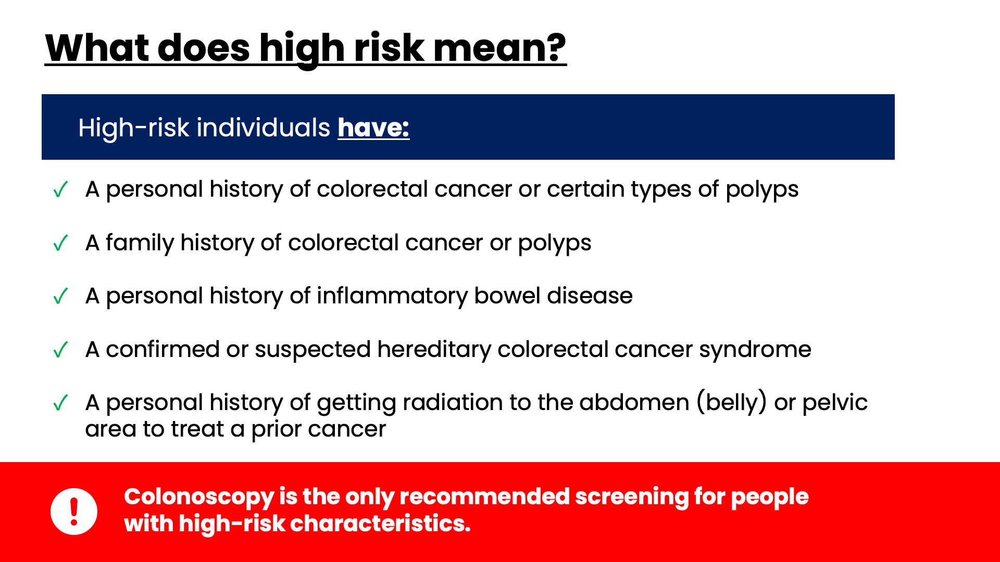 What does high risk mean?
High-risk individuals have:
✓ A personal history of colorectal cancer or certain types of polyps
✓ A family history of colorectal cancer or polyps
✓ A personal history of inflammatory bowel disease
✓ A confirmed or suspected hereditary colorectal cancer syndrome
✓ A personal history of getting radiation to the abdomen (belly) or pelvic
area to treat a prior cancer
Colonoscopy is the only recommended screening for people
with high-risk characteristics.